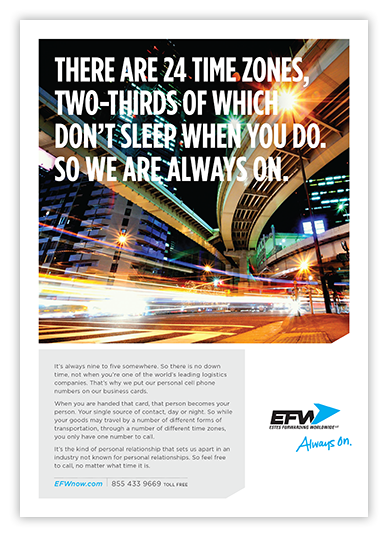 THERE ARE 24 TIME ZONES,
TWO-THIRDS OF WHICH
DON'T SLEEP WHEN YOU DO.
SO WE ARE ALWAYS ON.
It's always nine to five somewhere. So there is no down
time, not when you're one of the world's leading logistics
companies. That's why we put our personal cell phone
numbers on our business cards.
When you are handed that card, that person becomes your
person. Your single source of contact, day or night. So while
your goods may travel by a number of different forms of
transportation, through a number of different time zones,
you only have one number to call.
It's the kind of personal relationship that sets us apart in an
industry not known for personal relationships. So feel free
to call, no matter what time it is.
EFWnow.com | 855 433 9669 TOLL FREE
EFW
ESTES FORWARDING WORLDWIDE LLC
Always On.